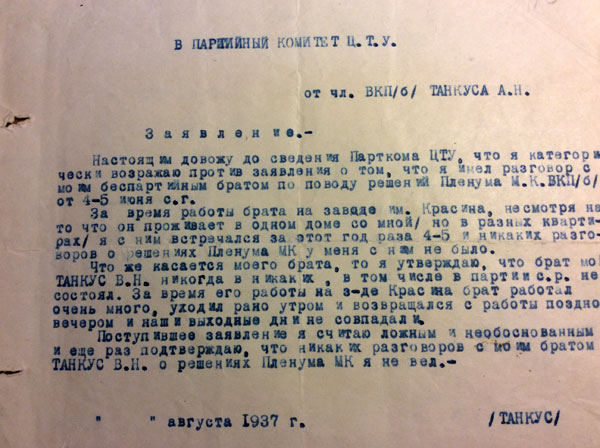 В ПАРТИЙНЫЙ КОМИТЕТ Ц.Т.У.
от чл. ВКП/б/ ТАНКУСА А.Н.
Заявление.-
Настоящим довожу до сведения Парткома ЦТУ, что я категори
чески возражаю против заявления о том, что я имел разговор с
моим беспартийным братом по поводу решений Пленума М.К.ВКП/б/
от 4-5 июня с.г.
За время работы брата на заводе им. Красина, несмотря на
то что он проживает в одном доме со мной/ но в разных кварти-
рах/ я с ним встречался за этот год раза 4-5 и никаких разго-
воров о решениях Пленума МК у меня с ним не было.
Что же касается моего брата, то я утверждаю, что брат мо
ТАНКУС В.Н. никогда в никаких , в том числе в партии с.р. не
состоял. За время его работы на з-де Красина брат работал
очень много, уходил рано утром и возвращался с работы поздно
вечером и наши выходные дни не совпадали.
Поступившее заявление я считаю ложным и необоснованным
и еще раз подтверждаю, что никаких разговоров с моим братом
ТАНКУС В.Н. о решениях Пленума МК я не вел.-
" " августа 1937 г. /ТАНКУС/